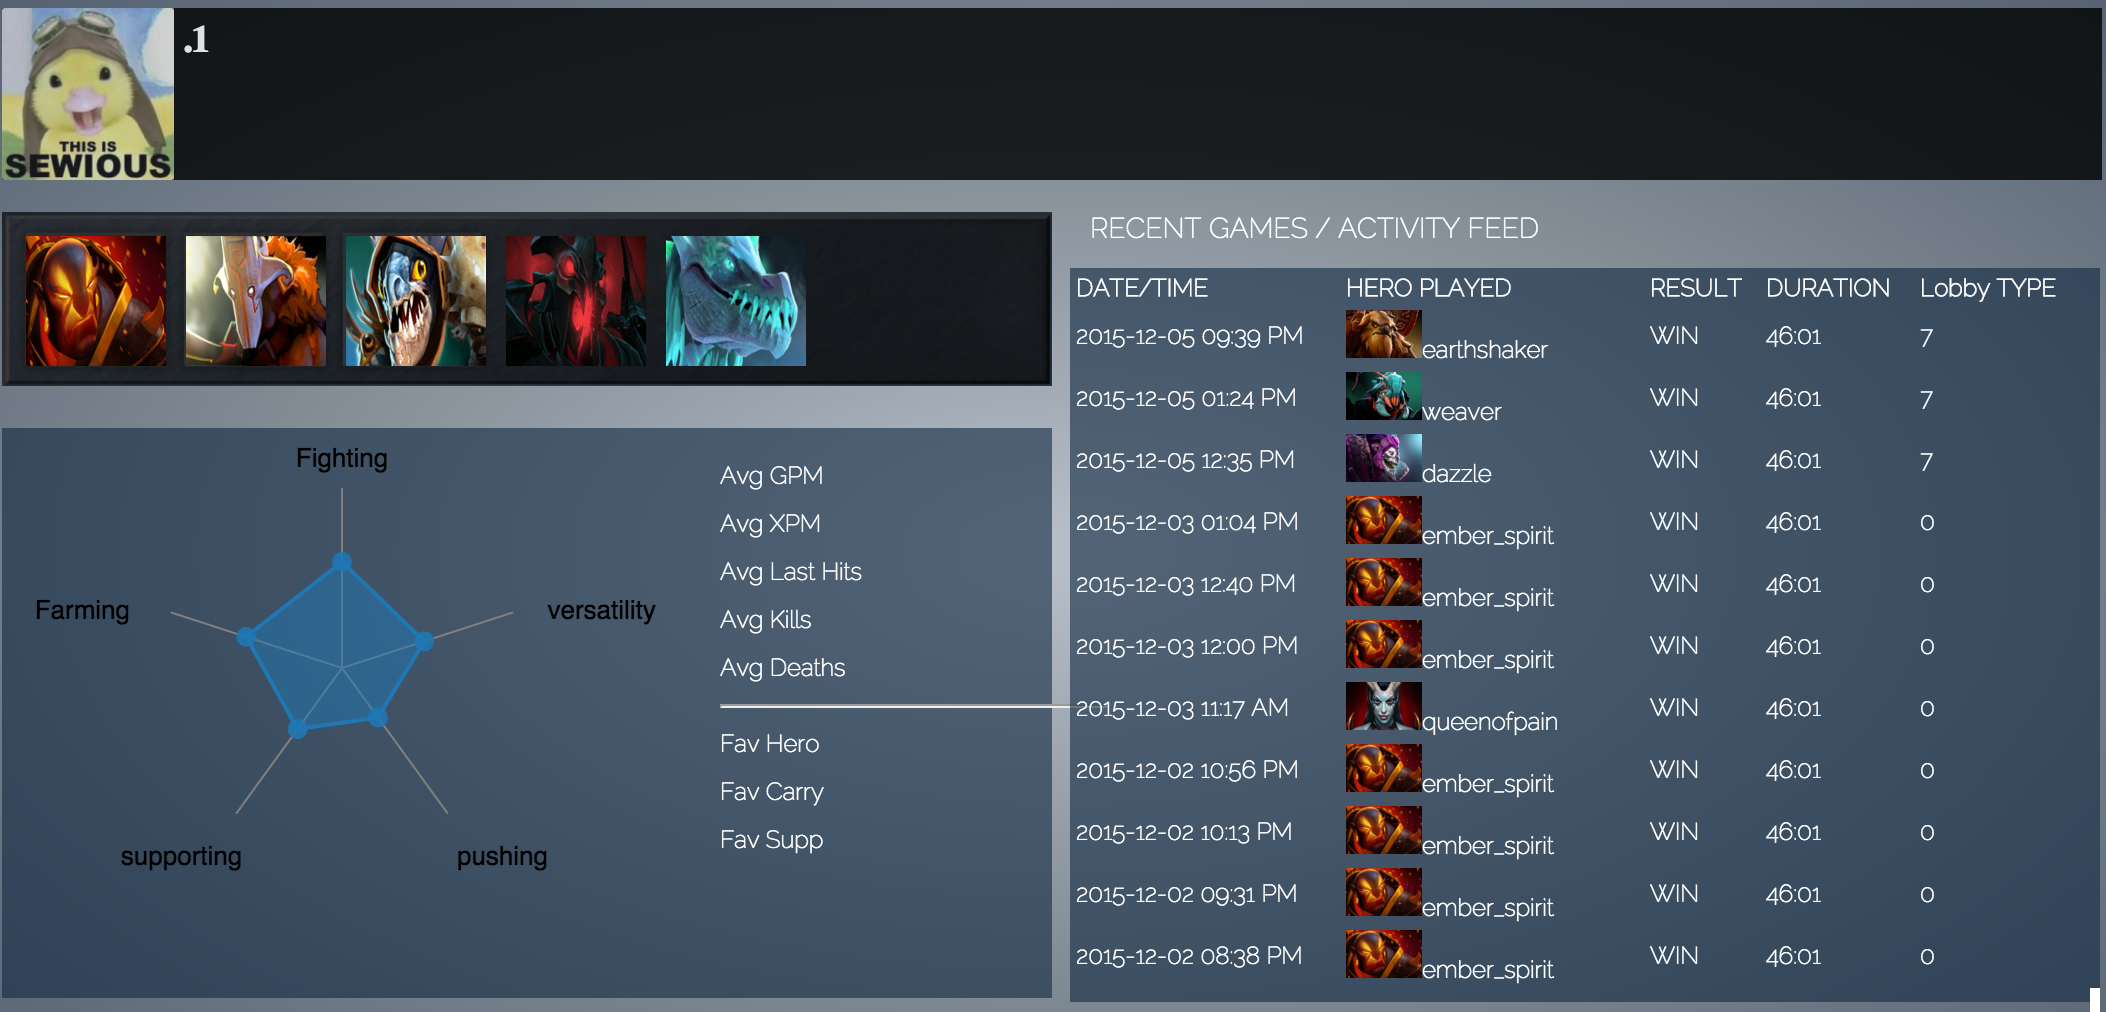 .1
THIS IS
SEWIOUS
Fighting
Farming
versatility
supporting
pushing
Avg GPM
Avg XPM
Avg Last Hits
Avg Kills
Avg Deaths
Fav Hero
Fav Carry
Fav Supp
RECENT GAMES / ACTIVITY FEED
DATE/TIME HERO PLAYED RESULT DURATION Lobby TYPE
2015-12-05 09:39 PM earthshaker WIN 46:01 7
2015-12-05 01:24 PM weaver WIN 46:01 7
2015-12-05 12:35 PM dazzle WIN 46:01 7
2015-12-03 01:04 PM ember_spirit WIN 46:01 0
2015-12-03 12:40 PM ember_spirit WIN 46:01 0
2015-12-03 12:00 PM ember_spirit WIN 46:01 0
2015-12-03 11:17 AM queenofpain WIN 46:01 0
2015-12-02 10:56 PM ember_spirit WIN 46:01 0
2015-12-02 10:13 PM ember_spirit WIN 46:01 0
2015-12-02 09:31 PM ember_spirit WIN 46:01 0
2015-12-02 08:38 PM ember_spirit WIN 46:01 0